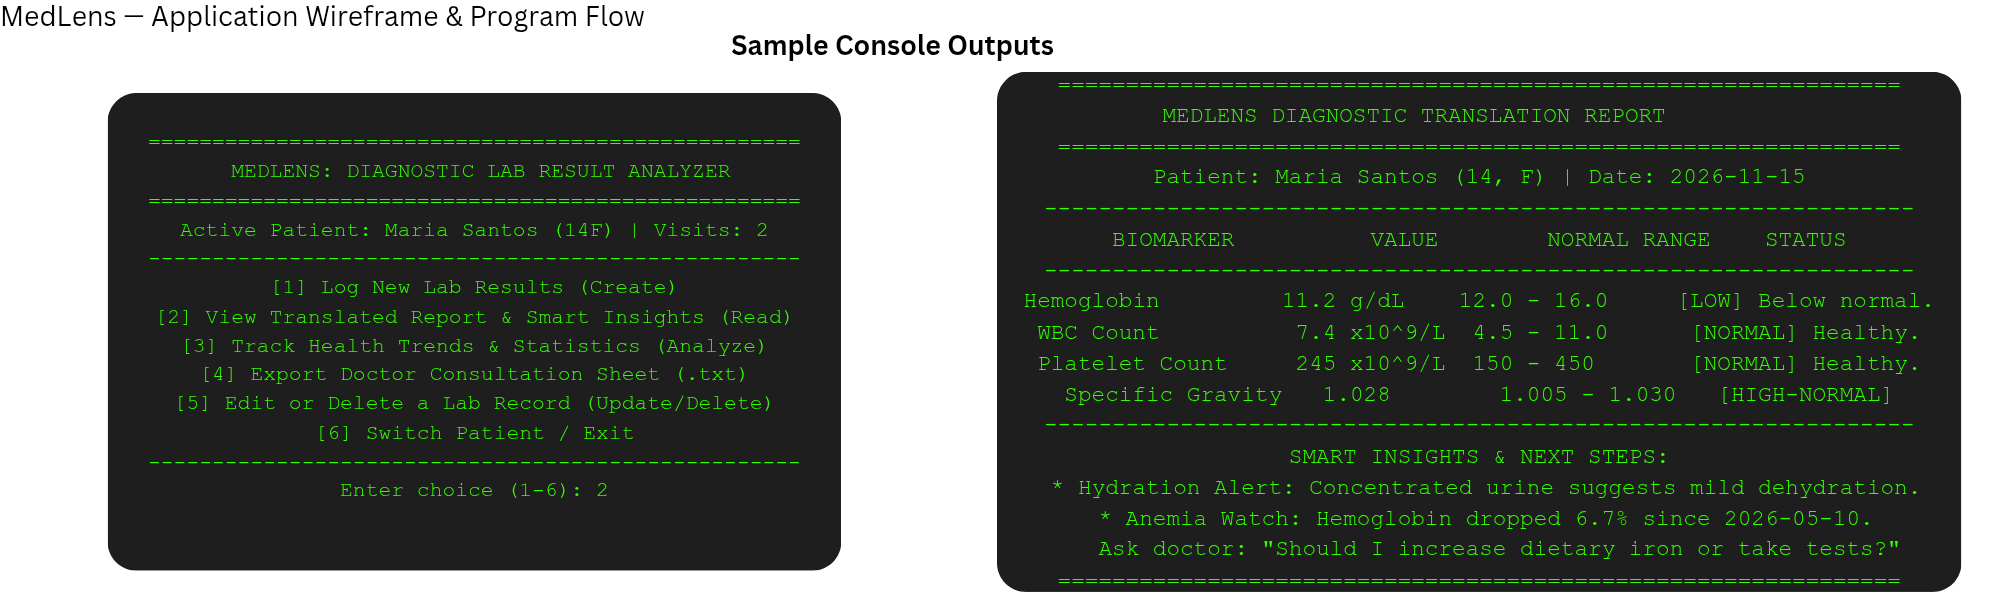 MedLens — Application Wireframe & Program Flow
Sample Console Outputs
===================================================
MEDLENS: DIAGNOSTIC LAB RESULT ANALYZER
===================================================
Active Patient: Maria Santos (14F) | Visits: 2
---------------------------------------------------
[1] Log New Lab Results (Create)
[2] View Translated Report & Smart Insights (Read)
[3] Track Health Trends & Statistics (Analyze)
[4] Export Doctor Consultation Sheet (.txt)
[5] Edit or Delete a Lab Record (Update/Delete)
[6] Switch Patient / Exit
---------------------------------------------------
Enter choice (1-6): 2
==============================================================
MEDLENS DIAGNOSTIC TRANSLATION REPORT
==============================================================
Patient: Maria Santos (14, F) | Date: 2026-11-15
----------------------------------------------------------------
BIOMARKER          VALUE        NORMAL RANGE    STATUS
----------------------------------------------------------------
Hemoglobin         11.2 g/dL    12.0 - 16.0     [LOW] Below normal.
WBC Count          7.4 x10^9/L  4.5 - 11.0      [NORMAL] Healthy.
Platelet Count     245 x10^9/L  150 - 450       [NORMAL] Healthy.
Specific Gravity   1.028        1.005 - 1.030   [HIGH-NORMAL]
----------------------------------------------------------------
SMART INSIGHTS & NEXT STEPS:
* Hydration Alert: Concentrated urine suggests mild dehydration.
* Anemia Watch: Hemoglobin dropped 6.7% since 2026-05-10.
Ask doctor: "Should I increase dietary iron or take tests?"
==============================================================